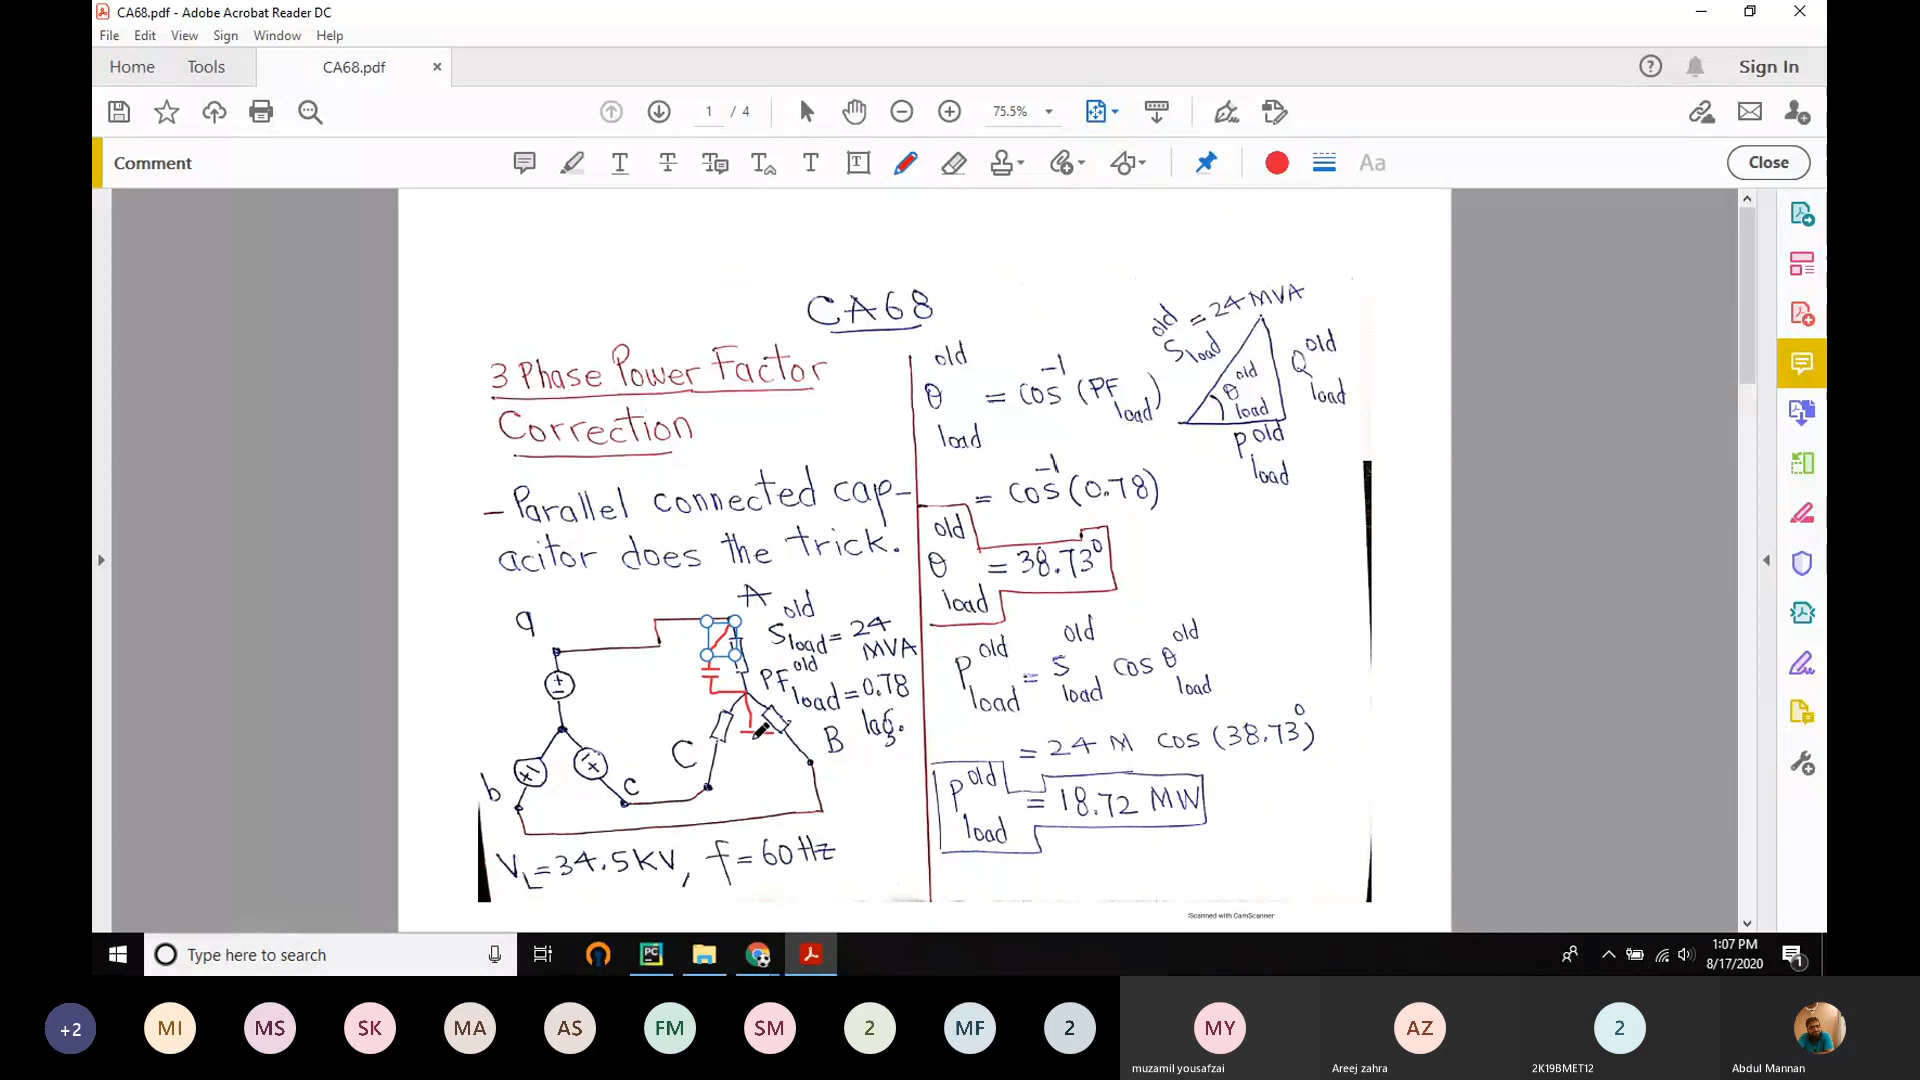 CA68.pdf - Adobe Acrobat Reader DC
File Edit View Sign Window Help
Home Tools CA68.pdf Sign In
1 / 4 75.5%
Comment Close
CA68
3 Phase Power Factor
Correction
- Parallel connected cap-
acitor does the trick.
a
A
S old load = 24 MVA
PF old load = 0.78 lag.
B
C
b
c
V_L = 34.5 KV, f = 60 Hz
θ old load = cos⁻¹ (PF load)
= cos⁻¹ (0.78)
θ old load = 38.73°
P old load = S old load cos θ old load
= 24 M cos (38.73°)
P old load = 18.72 MW
S old load = 24 MVA
Q old load
θ old load
P old load
Scanned with CamScanner
Type here to search
PC
1:07 PM
8/17/2020
1
+2 MI MS SK MA AS FM SM 2 MF 2 MY AZ 2
muzamil yousafzai Areej zahra 2K19BMET12 Abdul Mannan